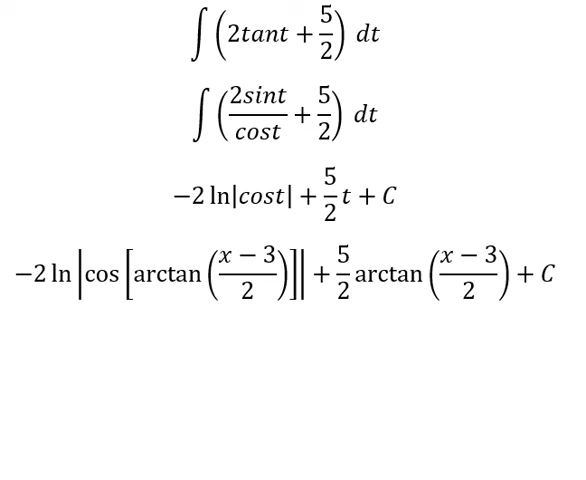 ∫ (2tant + 5/2) dt
∫ (2sint/cost + 5/2) dt
−2 ln|cost| + 5/2 t + C
−2 ln |cos [arctan ((x − 3)/2)]| + 5/2 arctan ((x − 3)/2) + C